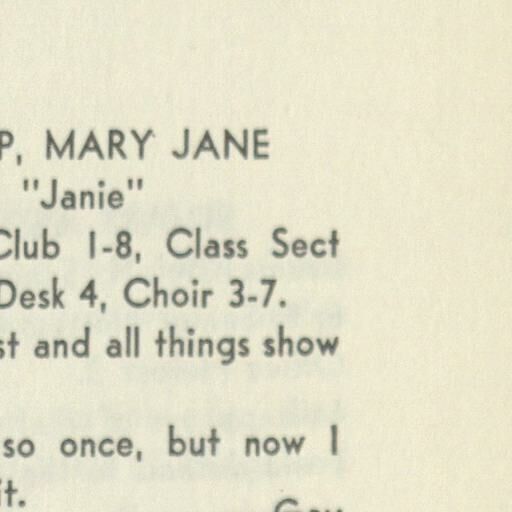 P, MARY JANE
"Janie"
Club 1-8, Class Sect
Desk 4, Choir 3-7.
st and all things show
so once, but now I
it.
Gay